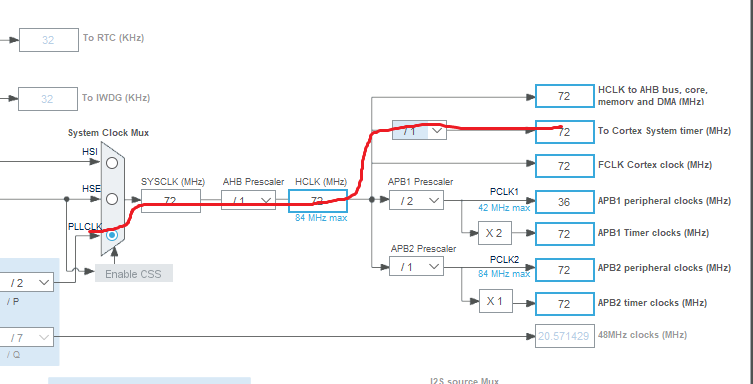 32 To RTC (KHz)
32 To IWDG (KHz)
System Clock Mux
HSI
HSE
PLLCLK
SYSCLK (MHz)
72
AHB Prescaler
/ 1
HCLK (MHz)
72
84 MHz max
/ 1
APB1 Prescaler
/ 2
PCLK1
42 MHz max
X 2
APB2 Prescaler
/ 1
PCLK2
84 MHz max
X 1
72 HCLK to AHB bus, core,
memory and DMA (MHz)
72 To Cortex System timer (MHz)
72 FCLK Cortex clock (MHz)
36 APB1 peripheral clocks (MHz)
72 APB1 Timer clocks (MHz)
72 APB2 peripheral clocks (MHz)
72 APB2 timer clocks (MHz)
20.571429 48MHz clocks (MHz)
Enable CSS
/ 2
/ P
/ 7
/ Q
I2S source Mux